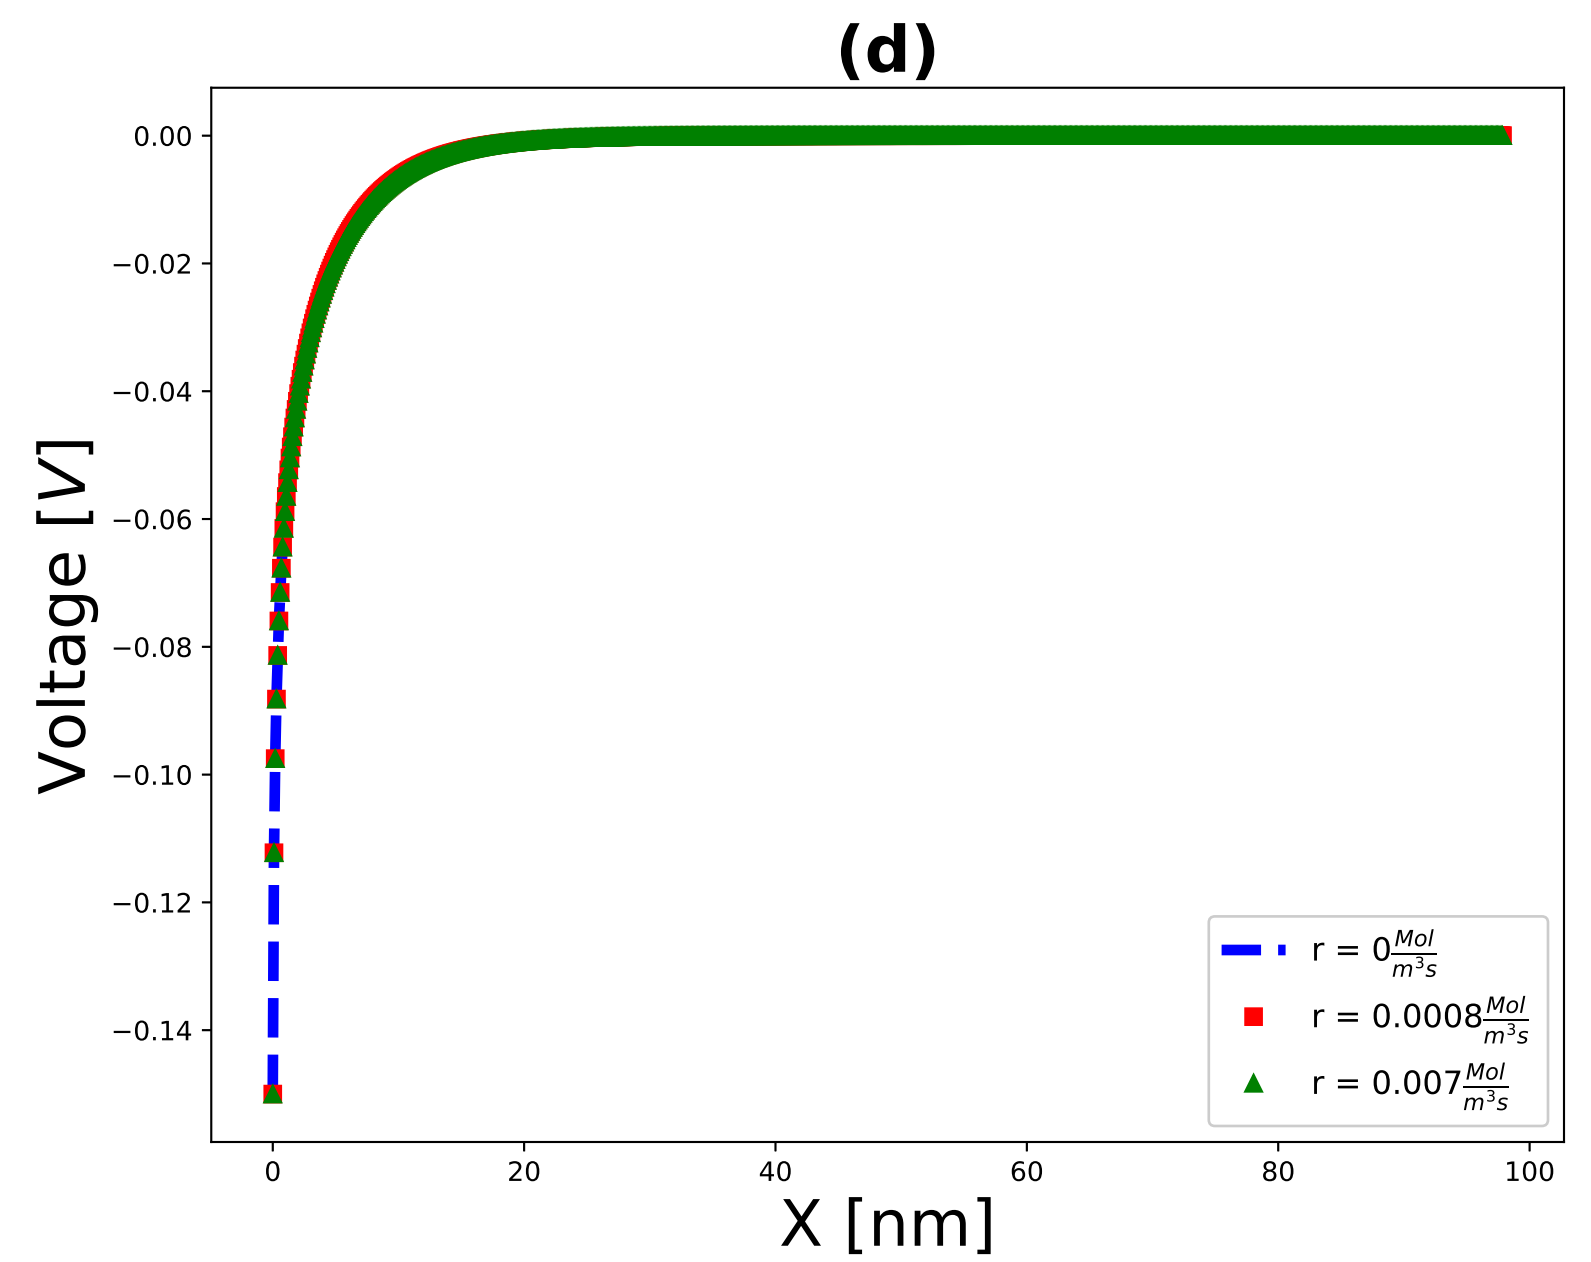 (d)
0.00
−0.02
−0.04
−0.06
−0.08
−0.10
−0.12
−0.14
Voltage [V]
r = 0 Mol/m³s
r = 0.0008 Mol/m³s
r = 0.007 Mol/m³s
0 20 40 60 80 100
X [nm]